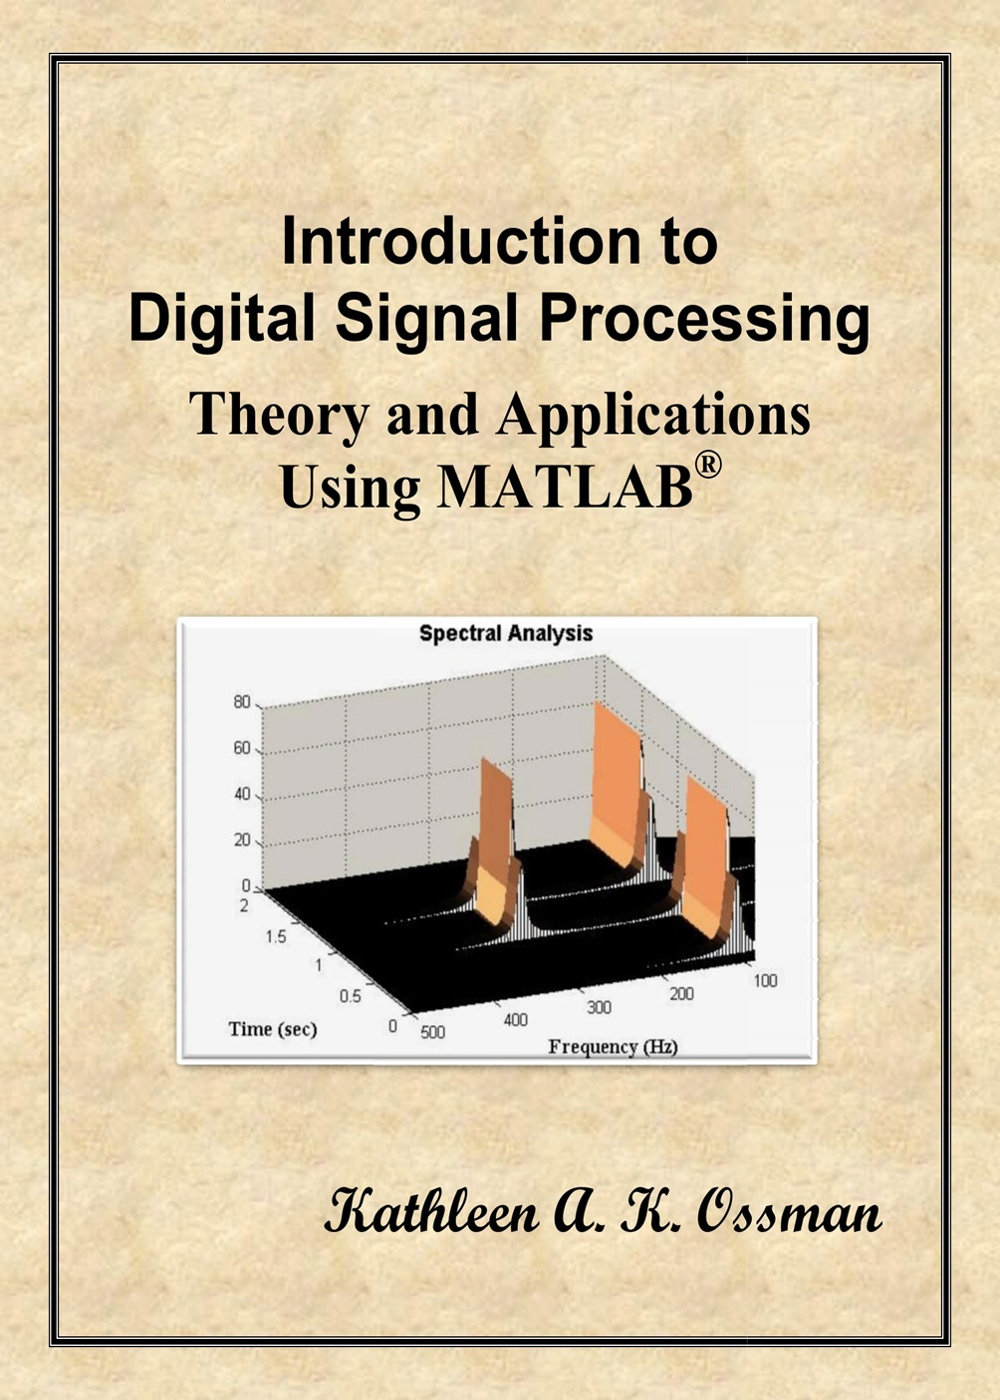 Introduction to
Digital Signal Processing
Theory and Applications
Using MATLAB®
Spectral Analysis
80
60
40
20
0
2
1.5
1
0.5
0
500
400
300
200
100
Time (sec)
Frequency (Hz)
Kathleen A. K. Ossman